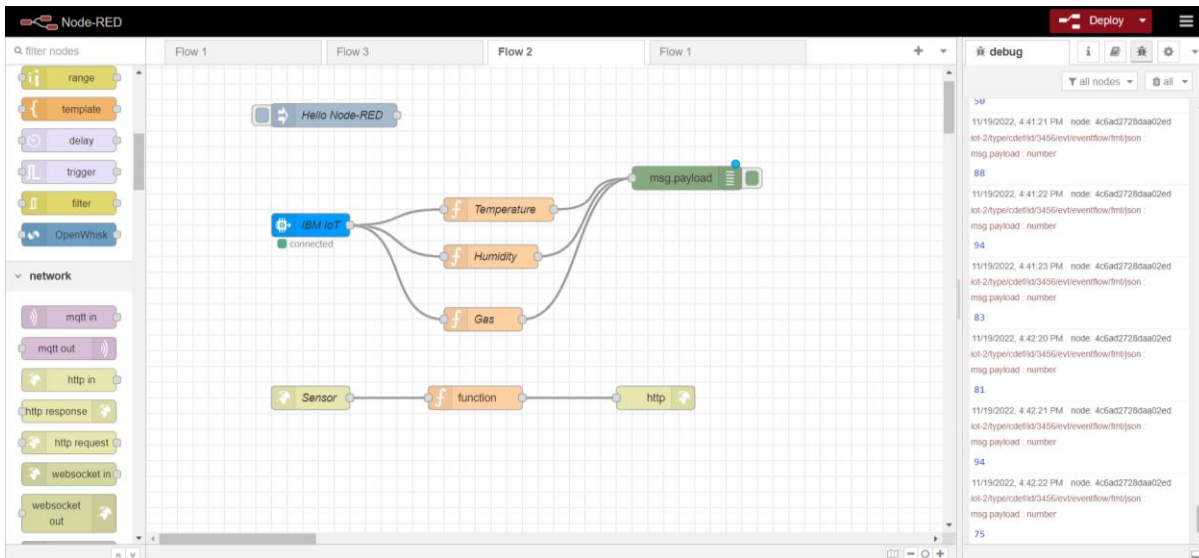 Node-RED
Deploy
filter nodes
Flow 1
Flow 3
Flow 2
Flow 1
debug
i
all nodes
all
range
template
delay
trigger
filter
OpenWhisk
network
mqtt in
mqtt out
http in
http response
http request
websocket in
websocket
out
Hello Node-RED
msg.payload
IBM IoT
connected
Temperature
Humidity
Gas
Sensor
function
http
50
11/19/2022, 4:41:21 PM node: 4c6ad2728daa02ed
iot-2/type/cdef/id/3456/evt/eventflow/fmt/json :
msg.payload : number
88
11/19/2022, 4:41:22 PM node: 4c6ad2728daa02ed
iot-2/type/cdef/id/3456/evt/eventflow/fmt/json :
msg.payload : number
94
11/19/2022, 4:41:23 PM node: 4c6ad2728daa02ed
iot-2/type/cdef/id/3456/evt/eventflow/fmt/json :
msg.payload : number
83
11/19/2022, 4:42:20 PM node: 4c6ad2728daa02ed
iot-2/type/cdef/id/3456/evt/eventflow/fmt/json :
msg.payload : number
81
11/19/2022, 4:42:21 PM node: 4c6ad2728daa02ed
iot-2/type/cdef/id/3456/evt/eventflow/fmt/json :
msg.payload : number
94
11/19/2022, 4:42:22 PM node: 4c6ad2728daa02ed
iot-2/type/cdef/id/3456/evt/eventflow/fmt/json :
msg.payload : number
75